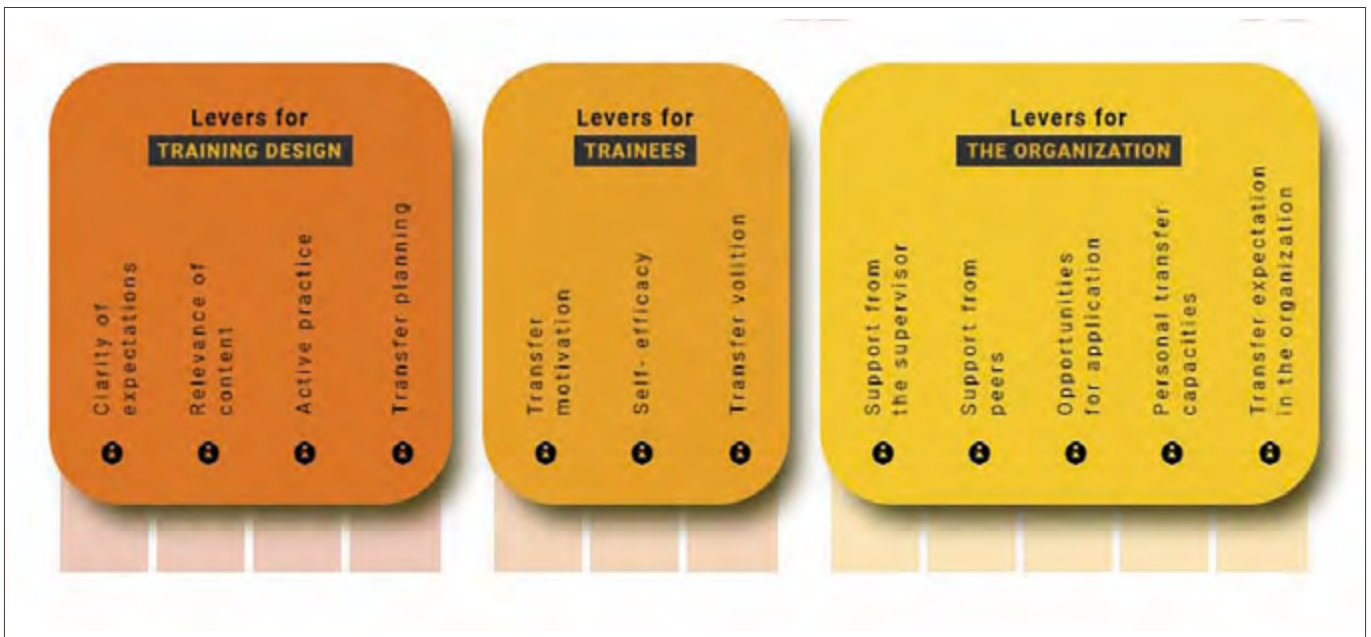 Levers for
TRAINING DESIGN
Clarity of
expectations
Relevance of
content
Active practice
Transfer planning
Levers for
TRAINEES
Transfer
motivation
Self- efficacy
Transfer volition
Levers for
THE ORGANIZATION
Support from
the supervisor
Support from
peers
Opportunities
for application
Personal transfer
capacities
Transfer expectation
in the organization